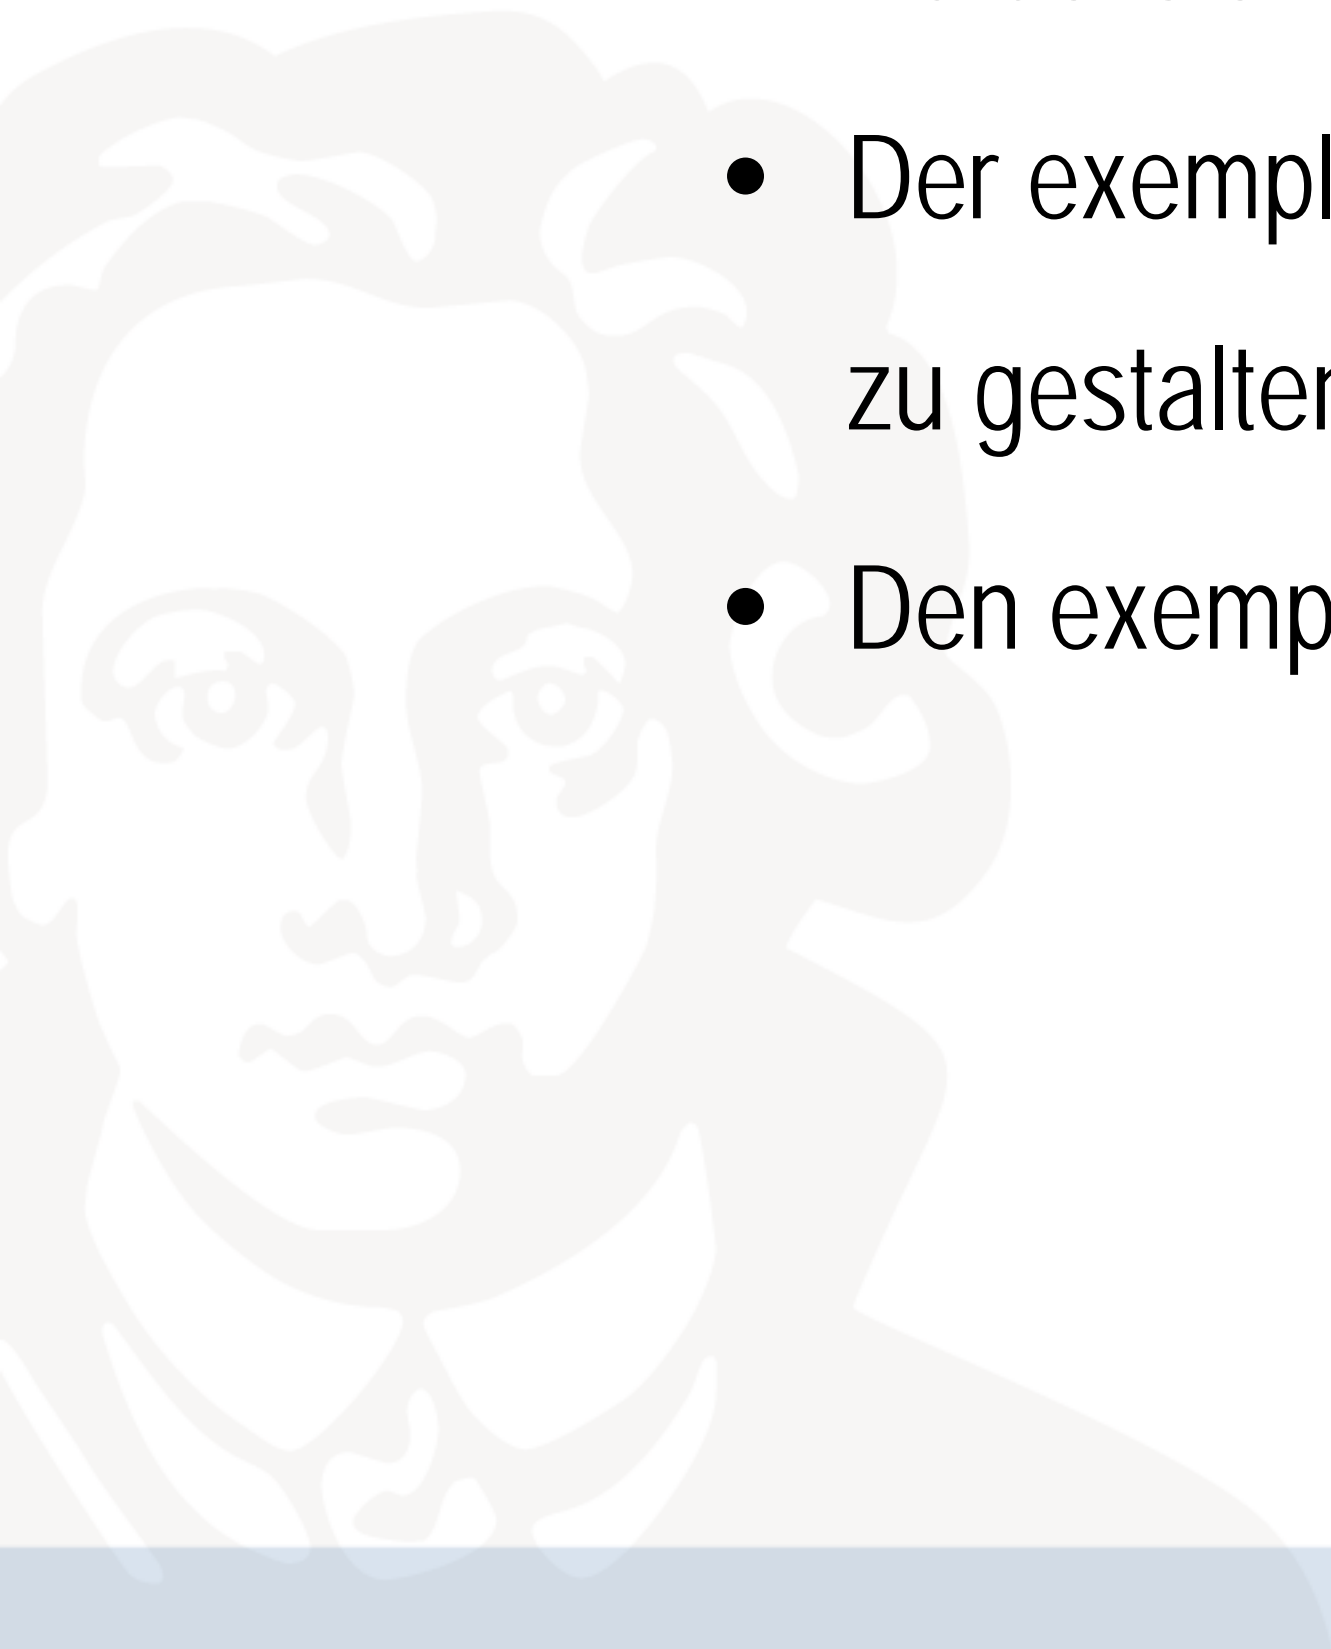 • Der exempl
zu gestalten
• Den exemp